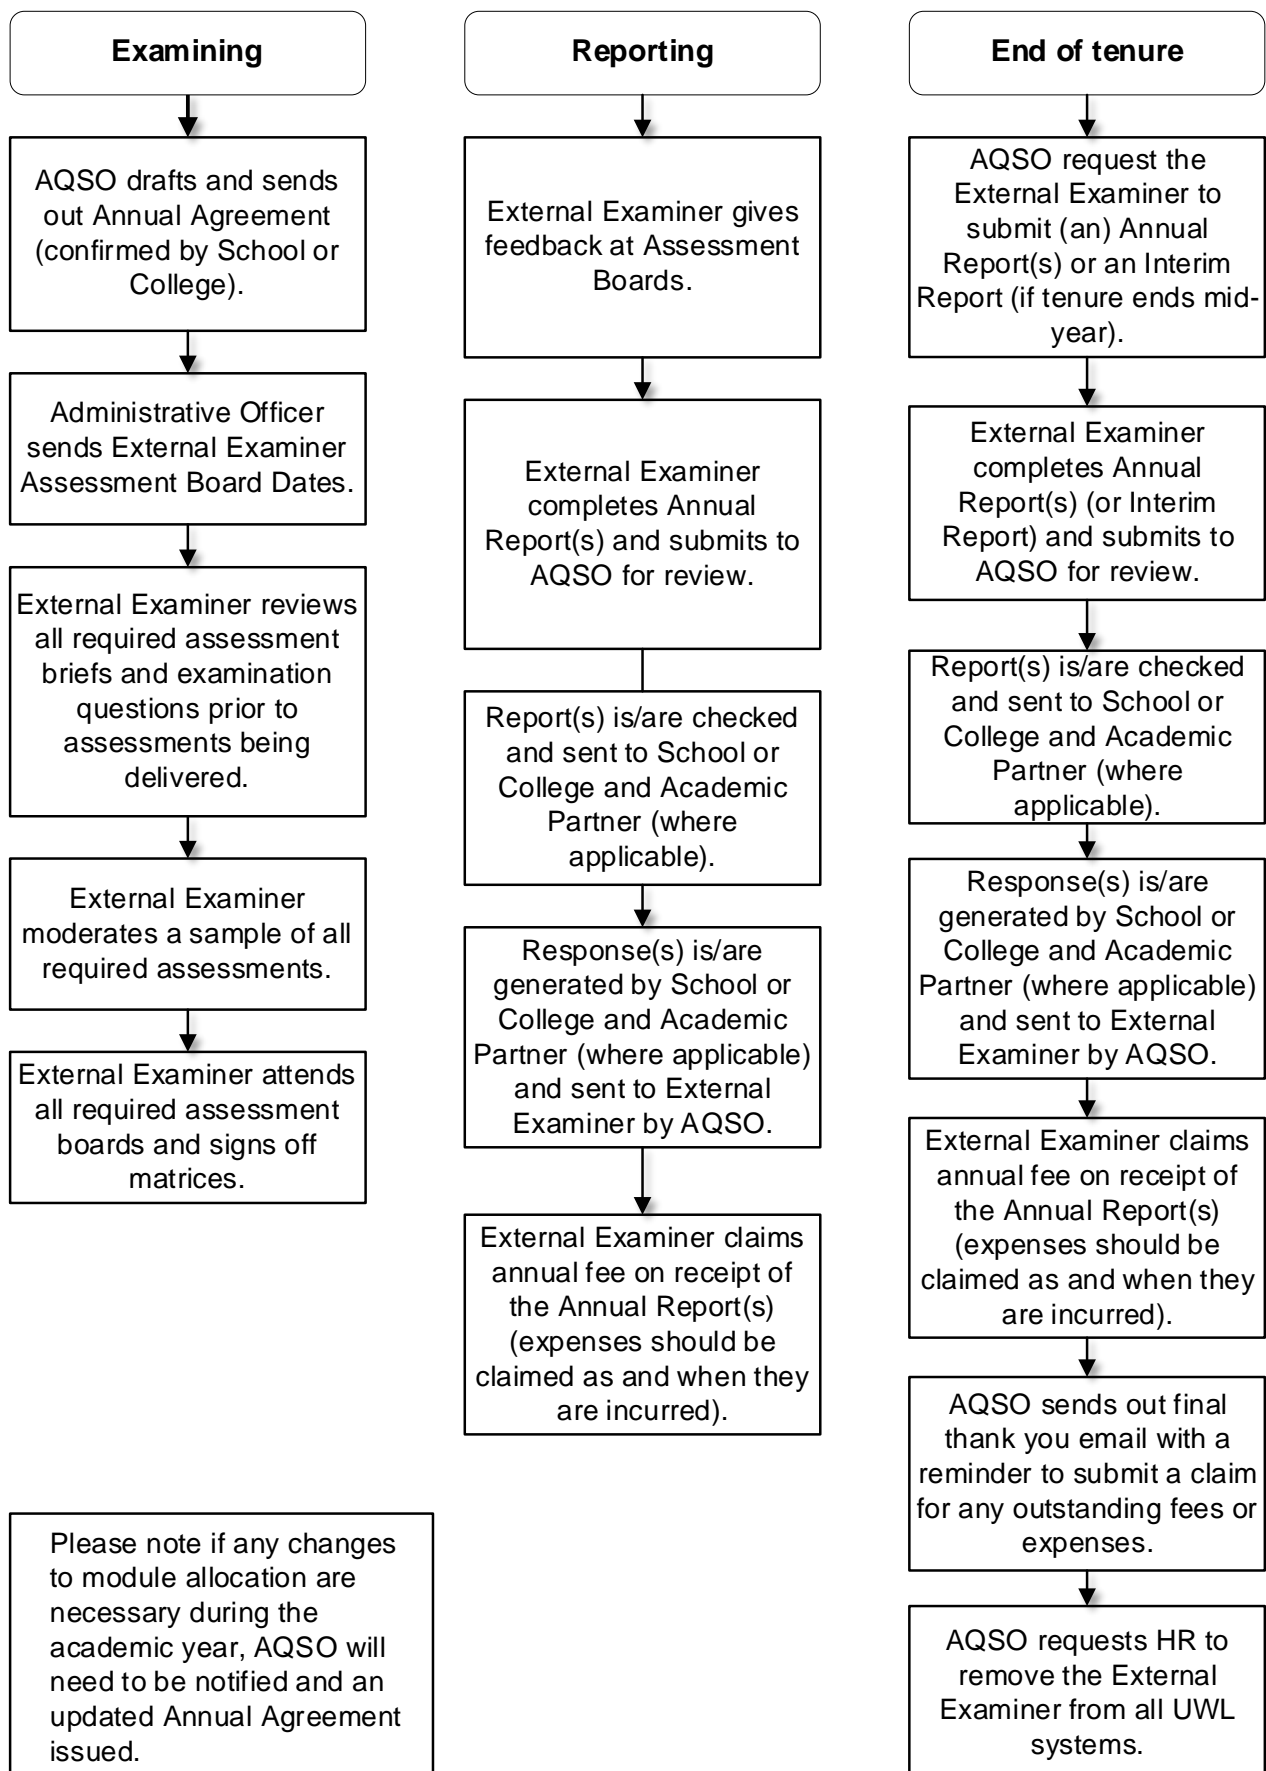 Examining
AQSO drafts and sends
out Annual Agreement
(confirmed by School or
College).
Administrative Officer
sends External Examiner
Assessment Board Dates.
External Examiner reviews
all required assessment
briefs and examination
questions prior to
assessments being
delivered.
External Examiner
moderates a sample of all
required assessments.
External Examiner attends
all required assessment
boards and signs off
matrices.
Please note if any changes
to module allocation are
necessary during the
academic year, AQSO will
need to be notified and an
updated Annual Agreement
issued.
Reporting
External Examiner gives
feedback at Assessment
Boards.
External Examiner
completes Annual
Report(s) and submits to
AQSO for review.
Report(s) is/are checked
and sent to School or
College and Academic
Partner (where
applicable).
Response(s) is/are
generated by School or
College and Academic
Partner (where applicable)
and sent to External
Examiner by AQSO.
External Examiner claims
annual fee on receipt of
the Annual Report(s)
(expenses should be
claimed as and when they
are incurred).
End of tenure
AQSO request the
External Examiner to
submit (an) Annual
Report(s) or an Interim
Report (if tenure ends mid-
year).
External Examiner
completes Annual
Report(s) (or Interim
Report) and submits to
AQSO for review.
Report(s) is/are checked
and sent to School or
College and Academic
Partner (where
applicable).
Response(s) is/are
generated by School or
College and Academic
Partner (where applicable)
and sent to External
Examiner by AQSO.
External Examiner claims
annual fee on receipt of
the Annual Report(s)
(expenses should be
claimed as and when they
are incurred).
AQSO sends out final
thank you email with a
reminder to submit a claim
for any outstanding fees or
expenses.
AQSO requests HR to
remove the External
Examiner from all UWL
systems.